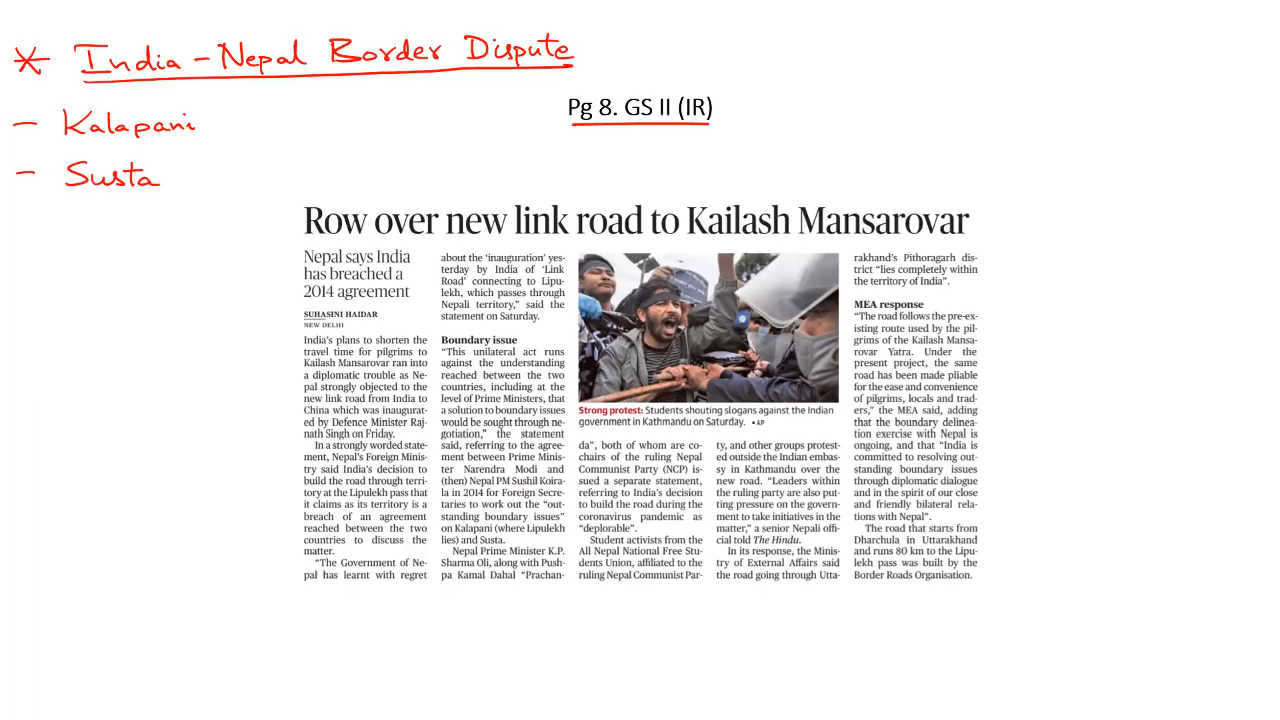 * India - Nepal Border Dispute
- Kalapani
- Susta
Pg 8. GS II (IR)
Row over new link road to Kailash Mansarovar
Nepal says India
has breached a
2014 agreement
SUHASINI HAIDAR
NEW DELHI
India's plans to shorten the
travel time for pilgrims to
Kailash Mansarovar ran into
a diplomatic trouble as Ne-
pal strongly objected to the
new link road from India to
China which was inaugurat-
ed by Defence Minister Raj-
nath Singh on Friday.
In a strongly worded state-
ment, Nepal's Foreign Minis-
try said India's decision to
build the road through terri-
tory at the Lipulekh pass that
it claims as its territory is a
breach of an agreement
reached between the two
countries to discuss the
matter.
"The Government of Ne-
pal has learnt with regret
about the 'inauguration' yes-
terday by India of 'Link
Road' connecting to Lipu-
lekh, which passes through
Nepali territory," said the
statement on Saturday.
Boundary issue
"This unilateral act runs
against the understanding
reached between the two
countries, including at the
level of Prime Ministers, that
a solution to boundary issues
would be sought through ne-
gotiation," the statement
said, referring to the agree-
ment between Prime Minis-
ter Narendra Modi and
(then) Nepal PM Sushil Koira-
la in 2014 for Foreign Secre-
taries to work out the "out-
standing boundary issues"
on Kalapani (where Lipulekh
lies) and Susta.
Nepal Prime Minister K.P.
Sharma Oli, along with Push-
pa Kamal Dahal "Prachan-
Strong protest: Students shouting slogans against the Indian
government in Kathmandu on Saturday. •AP
da", both of whom are co-
chairs of the ruling Nepal
Communist Party (NCP) is-
sued a separate statement,
referring to India's decision
to build the road during the
coronavirus pandemic as
"deplorable".
Student activists from the
All Nepal National Free Stu-
dents Union, affiliated to the
ruling Nepal Communist Par-
ty, and other groups protest-
ed outside the Indian embas-
sy in Kathmandu over the
new road. "Leaders within
the ruling party are also put-
ting pressure on the govern-
ment to take initiatives in the
matter," a senior Nepali offi-
cial told The Hindu.
In its response, the Minis-
try of External Affairs said
the road going through Utta-
rakhand's Pithoragarh dis-
trict "lies completely within
the territory of India".
MEA response
"The road follows the pre-ex-
isting route used by the pil-
grims of the Kailash Mansa-
rovar Yatra. Under the
present project, the same
road has been made pliable
for the ease and convenience
of pilgrims, locals and trad-
ers," the MEA said, adding
that the boundary delinea-
tion exercise with Nepal is
ongoing, and that "India is
committed to resolving out-
standing boundary issues
through diplomatic dialogue
and in the spirit of our close
and friendly bilateral rela-
tions with Nepal".
The road that starts from
Dharchula in Uttarakhand
and runs 80 km to the Lipu-
lekh pass was built by the
Border Roads Organisation.